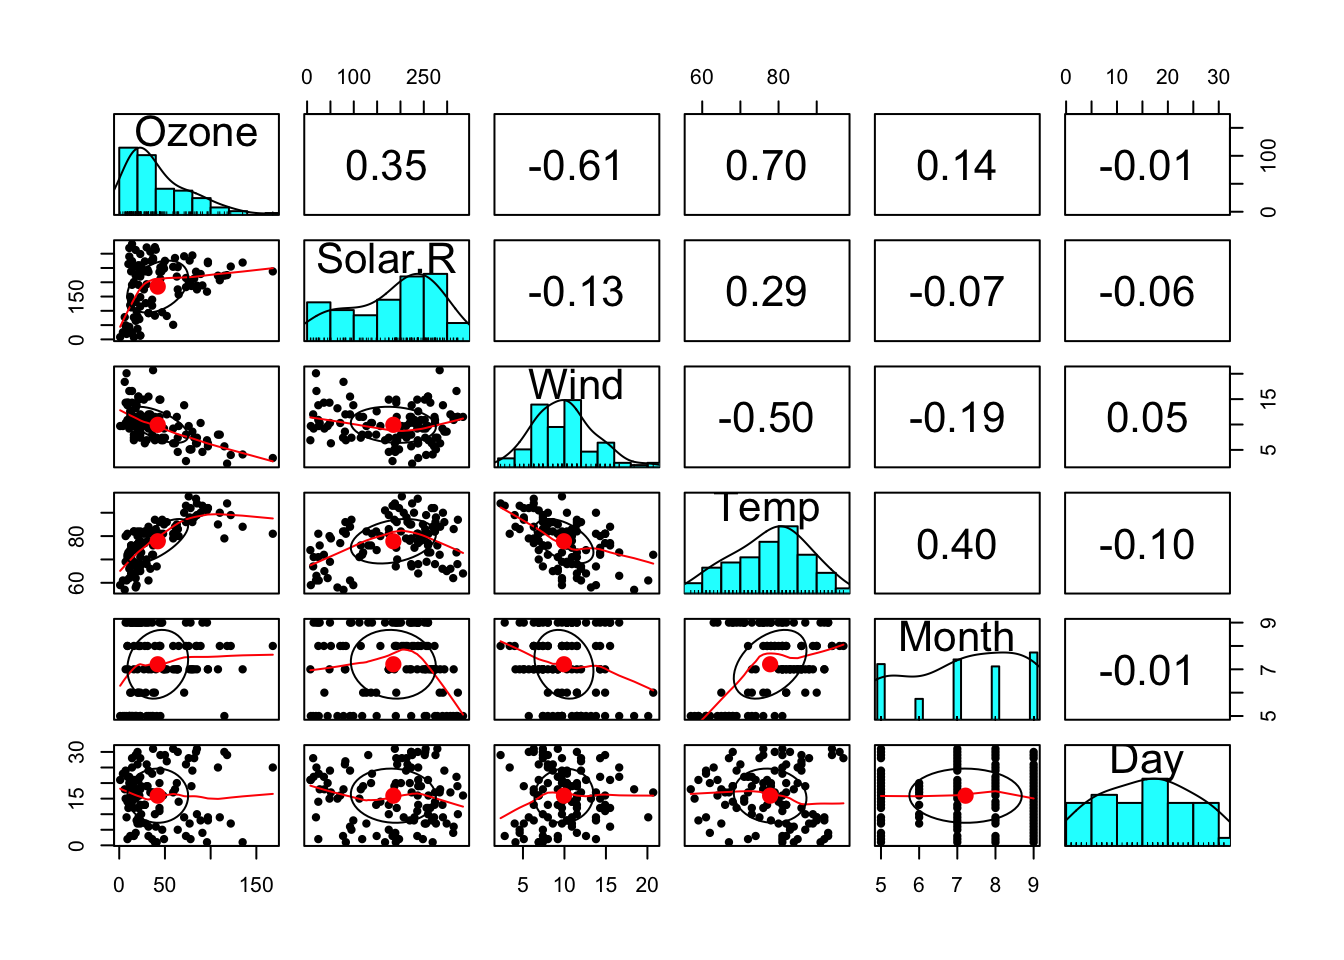 0 100 250 60 80 0 10 20 30
Ozone 0.35 -0.61 0.70 0.14 -0.01 0 100
0 150 Solar.R -0.13 0.29 -0.07 -0.06
Wind -0.50 -0.19 0.05 5 15
60 80 Temp 0.40 -0.10
Month -0.01 5 7 9
0 15 30 Day
0 50 150 5 10 15 20 5 6 7 8 9